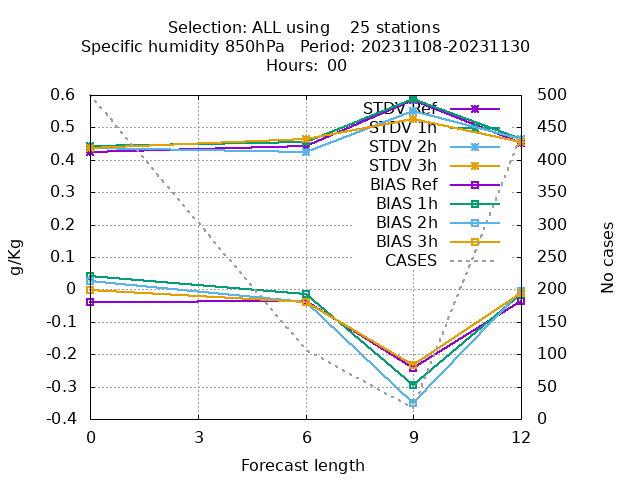 Selection: ALL using 25 stations
Specific humidity 850hPa Period: 20231108-20231130
Hours: 00
0.6
0.5
0.4
0.3
0.2
0.1
0
-0.1
-0.2
-0.3
-0.4
g/Kg
STDV Ref
STDV 1h
STDV 2h
STDV 3h
BIAS Ref
BIAS 1h
BIAS 2h
BIAS 3h
CASES
500
450
400
350
300
250
200
150
100
50
0
No cases
0 3 6 9 12
Forecast length